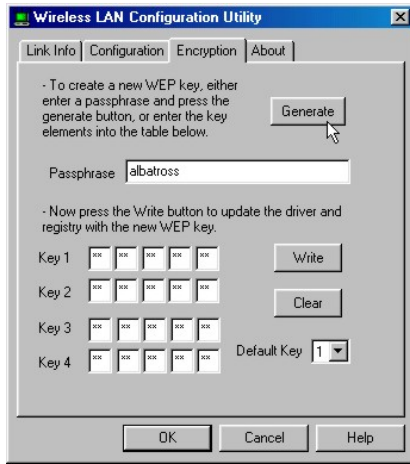 Wireless LAN Configuration Utility
Link Info Configuration Encryption About
- To create a new WEP key, either
enter a passphrase and press the
generate button, or enter the key
elements into the table below.
Generate
Passphrase albatross
- Now press the Write button to update the driver and
registry with the new WEP key.
Key 1 ** ** ** ** ** Write
Key 2 ** ** ** ** ** Clear
Key 3 ** ** ** ** **
Key 4 ** ** ** ** ** Default Key 1
OK Cancel Help